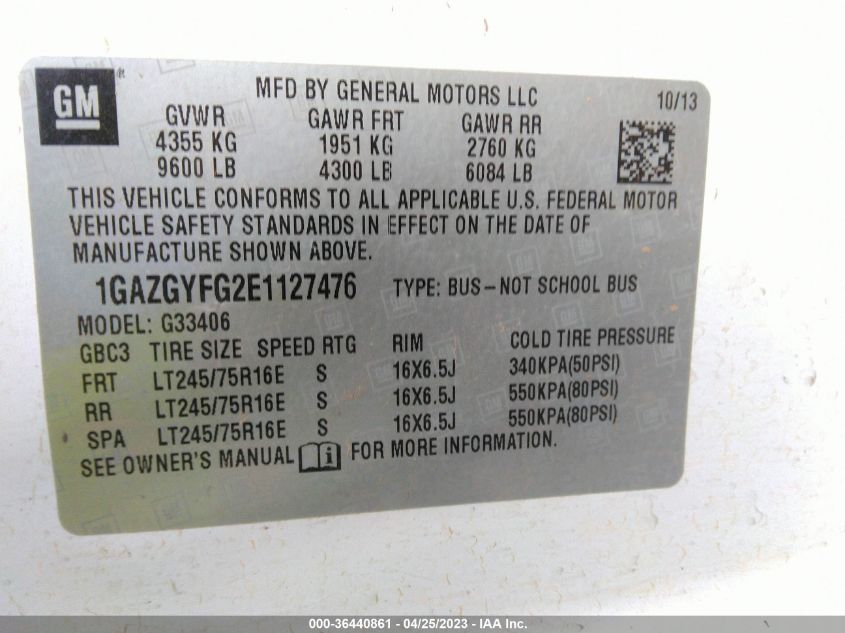 GM
MFD BY GENERAL MOTORS LLC 10/13
GVWR GAWR FRT GAWR RR
4355 KG 1951 KG 2760 KG
9600 LB 4300 LB 6084 LB
THIS VEHICLE CONFORMS TO ALL APPLICABLE U.S. FEDERAL MOTOR
VEHICLE SAFETY STANDARDS IN EFFECT ON THE DATE OF
MANUFACTURE SHOWN ABOVE.
1GAZGYFG2E1127476 TYPE: BUS-NOT SCHOOL BUS
MODEL: G33406
GBC3 TIRE SIZE SPEED RTG RIM COLD TIRE PRESSURE
FRT LT245/75R16E S 16X6.5J 340KPA(50PSI)
RR LT245/75R16E S 16X6.5J 550KPA(80PSI)
SPA LT245/75R16E S 16X6.5J 550KPA(80PSI)
SEE OWNER'S MANUAL i FOR MORE INFORMATION.
000-36440861 - 04/25/2023 - IAA Inc.